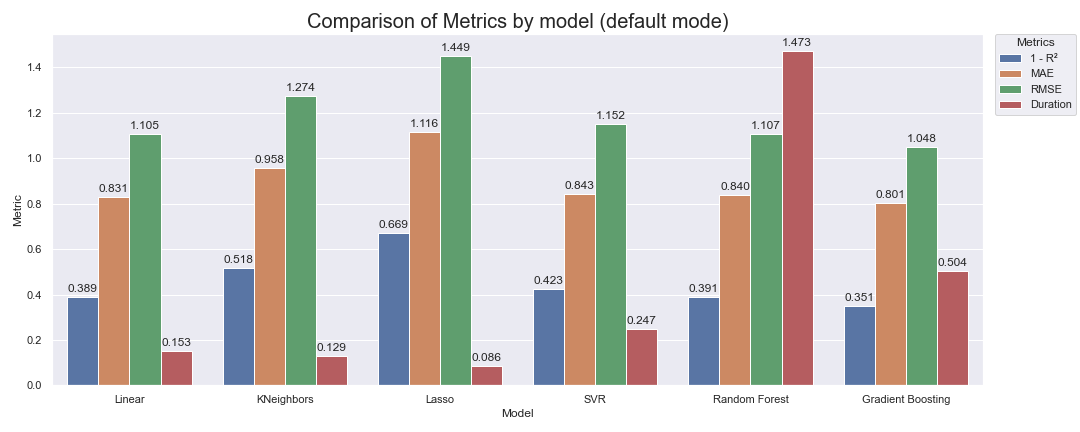 Comparison of Metrics by model (default mode)
Metrics
1 - R²
MAE
RMSE
Duration
Metric
1.4
1.2
1.0
0.8
0.6
0.4
0.2
0.0
0.389
0.831
1.105
0.153
0.518
0.958
1.274
0.129
0.669
1.116
1.449
0.086
0.423
0.843
1.152
0.247
0.391
0.840
1.107
1.473
0.351
0.801
1.048
0.504
Linear
KNeighbors
Lasso
SVR
Random Forest
Gradient Boosting
Model